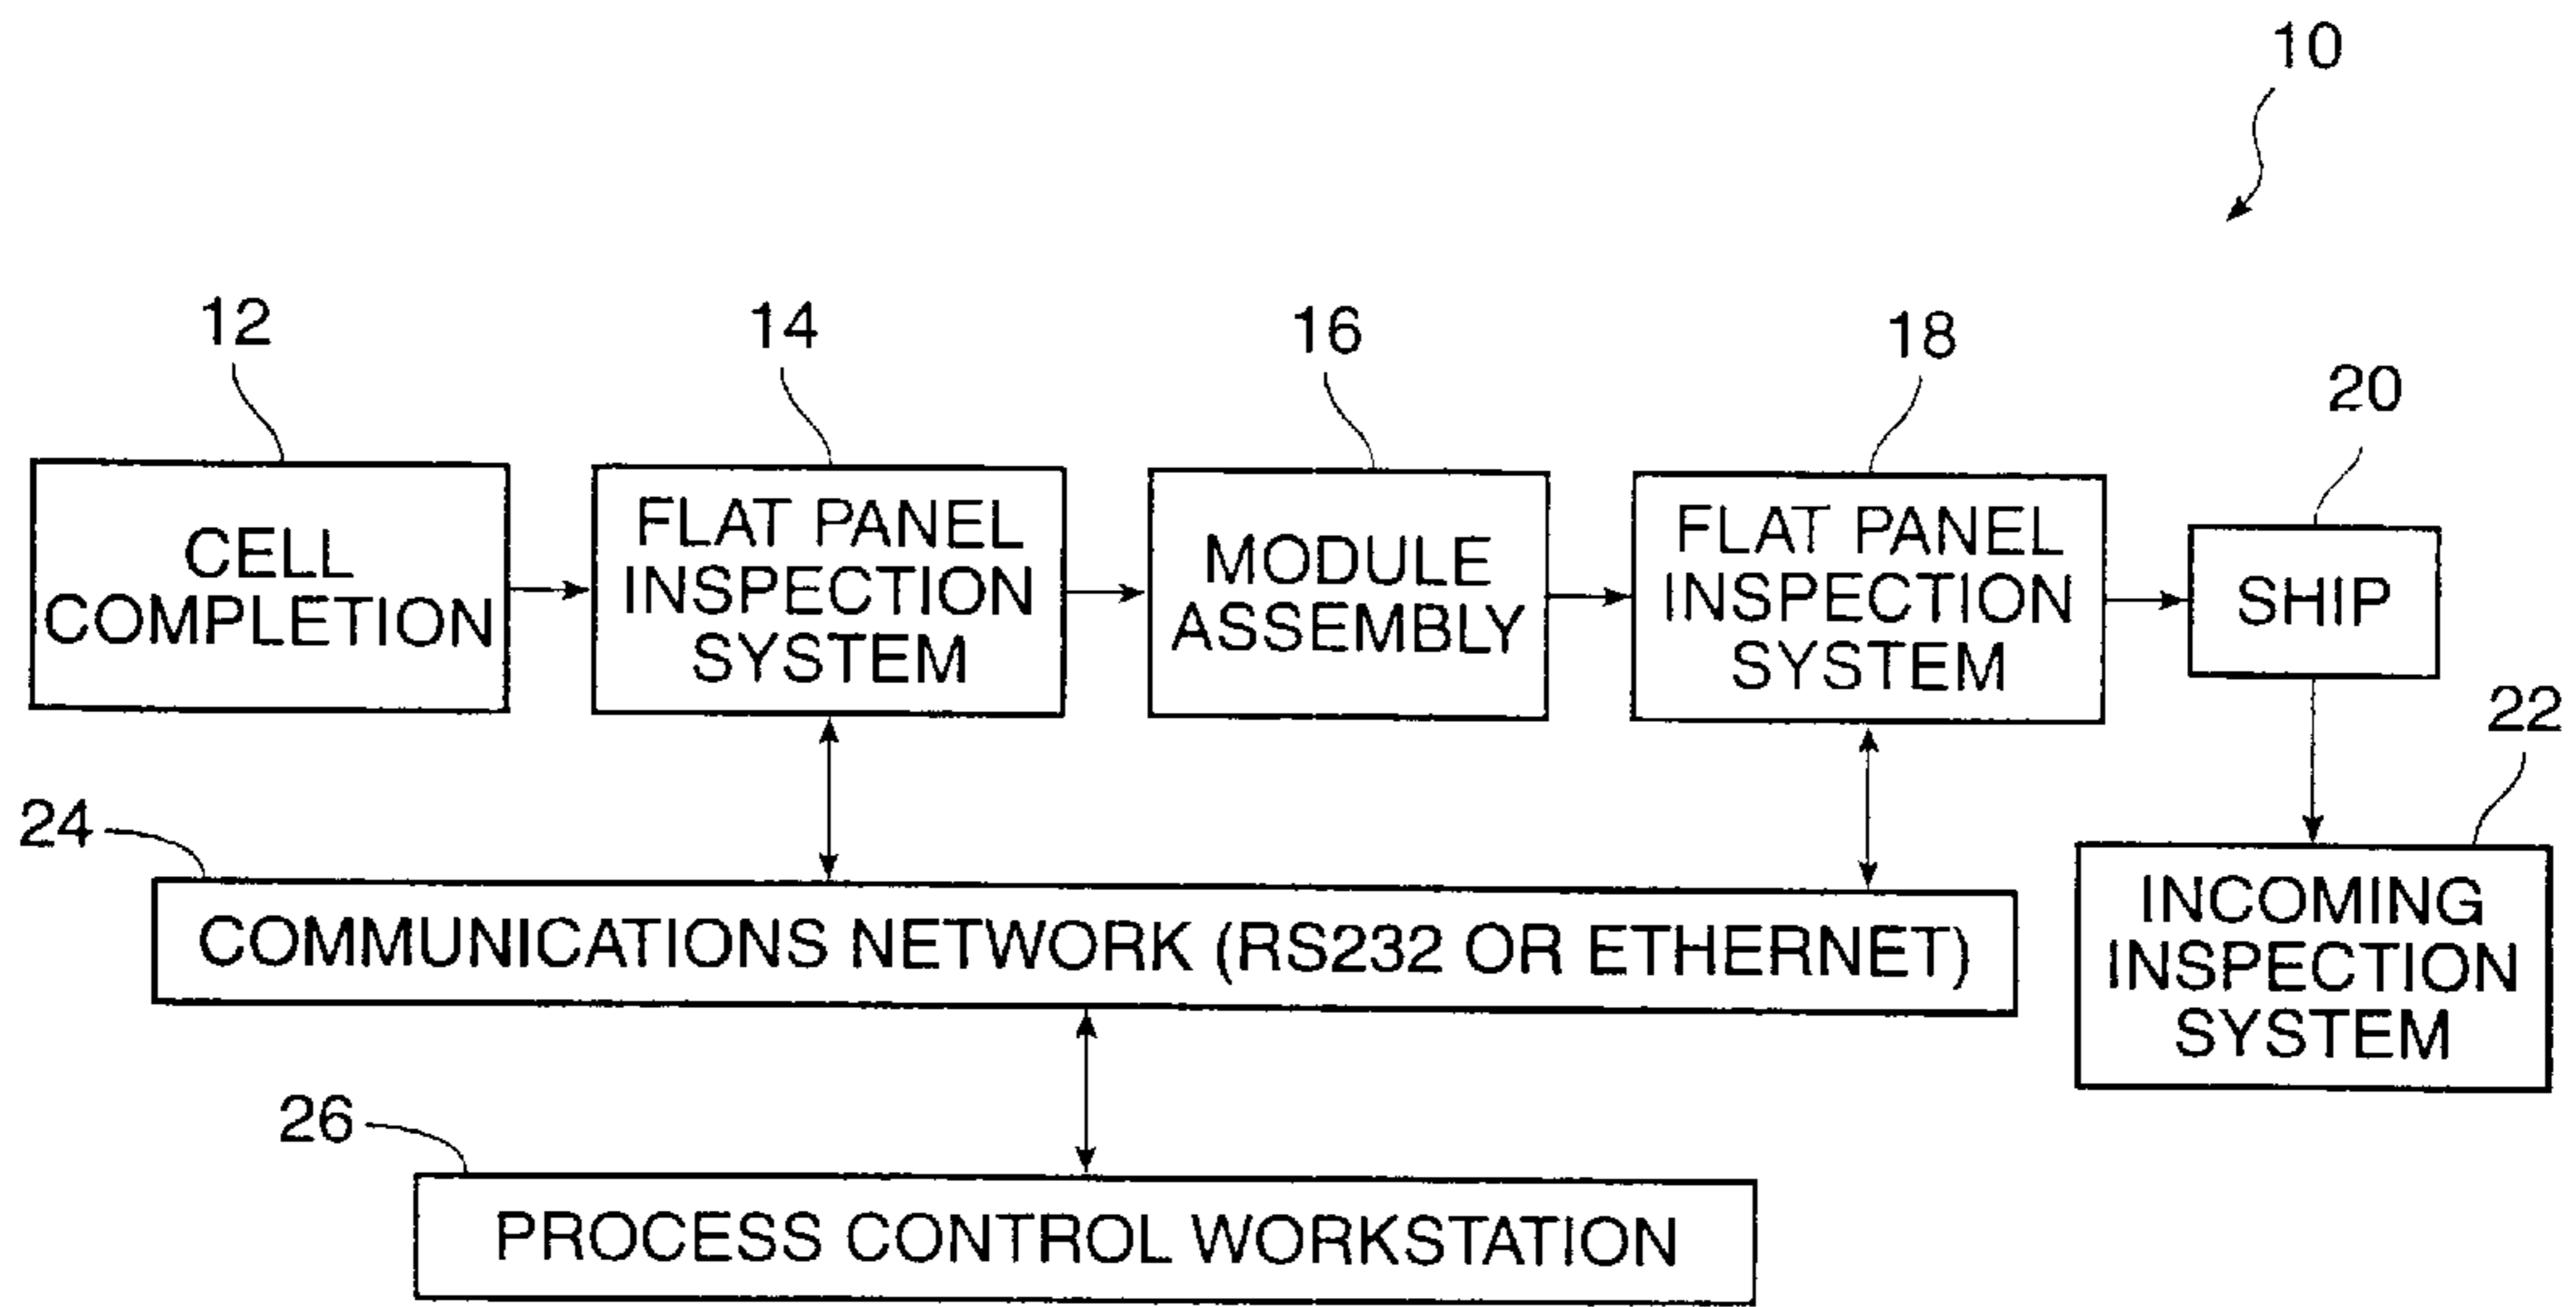 10
12
14
16
18
20
CELL
COMPLETION
FLAT PANEL
INSPECTION
SYSTEM
MODULE
ASSEMBLY
FLAT PANEL
INSPECTION
SYSTEM
SHIP
22
24
COMMUNICATIONS NETWORK (RS232 OR ETHERNET)
INCOMING
INSPECTION
SYSTEM
26
PROCESS CONTROL WORKSTATION